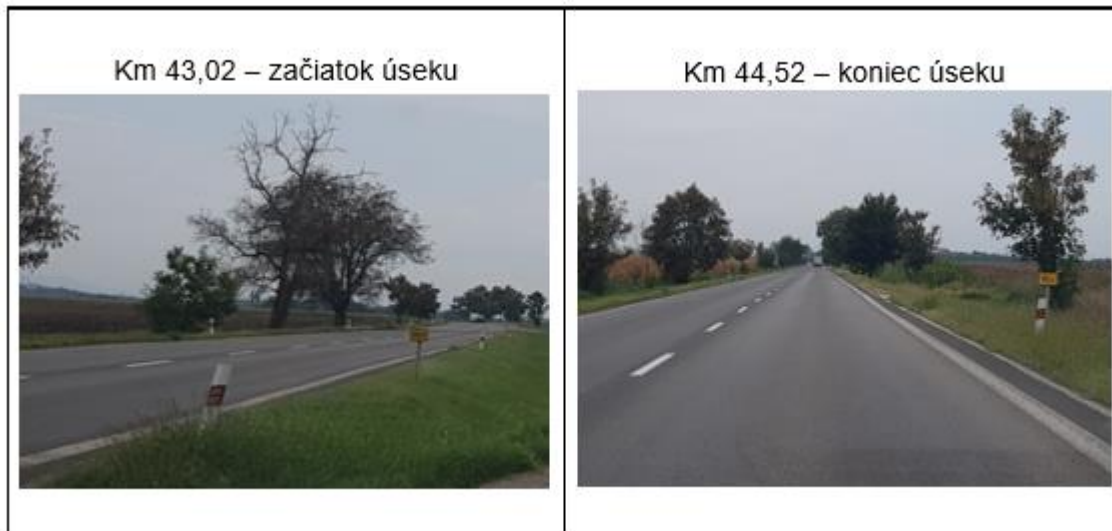 Km 43,02 – začiatok úseku
Km 44,52 – koniec úseku